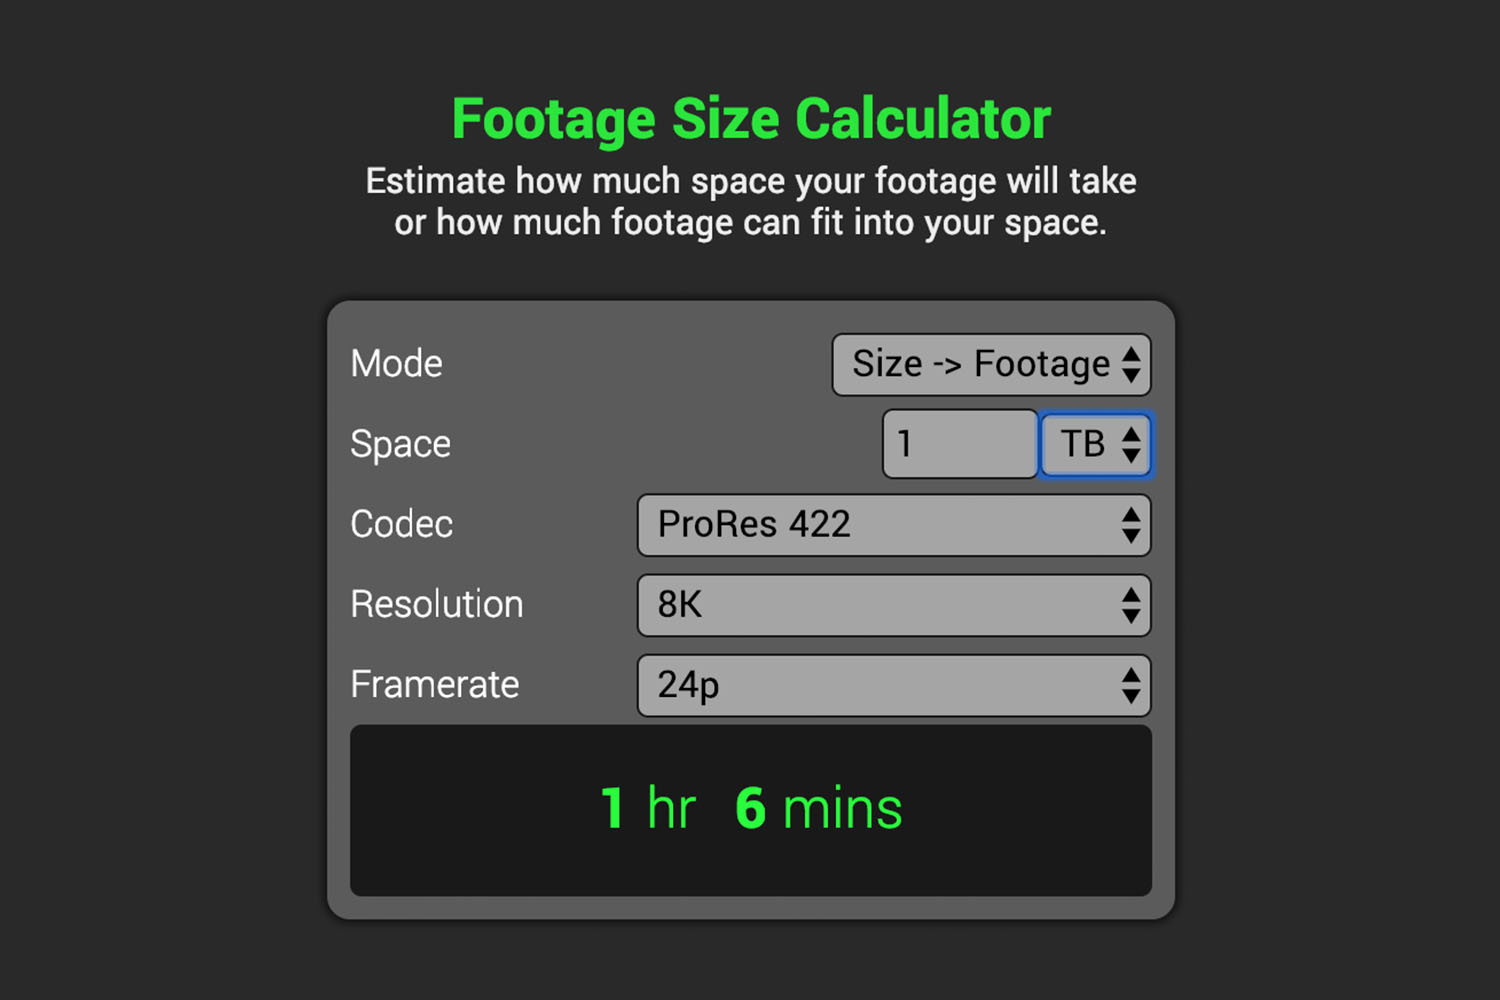 Footage Size Calculator
Estimate how much space your footage will take
or how much footage can fit into your space.
Mode Size -> Footage
Space 1 TB
Codec ProRes 422
Resolution 8K
Framerate 24p
1 hr 6 mins